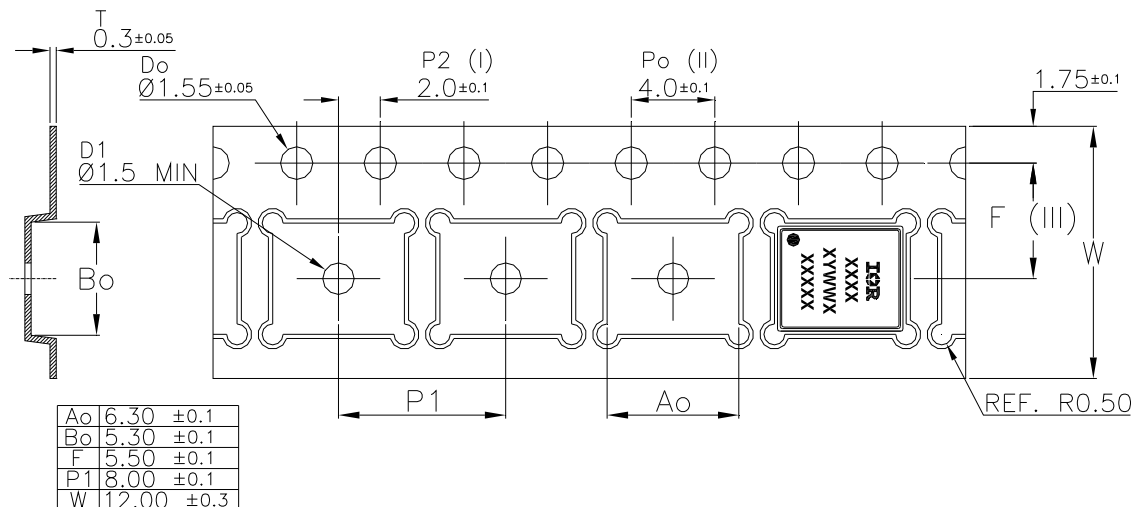 T
0.3±0.05
Do
Ø1.55±0.05
P2 (I)
2.0±0.1
Po (II)
4.0±0.1
1.75±0.1
D1
Ø1.5 MIN
F (III)
W
Bo
IOR
XXXX
XYWWX
XXXXX
P1
Ao
REF. R0.50
Ao 6.30 ±0.1
Bo 5.30 ±0.1
F 5.50 ±0.1
P1 8.00 ±0.1
W 12.00 ±0.3